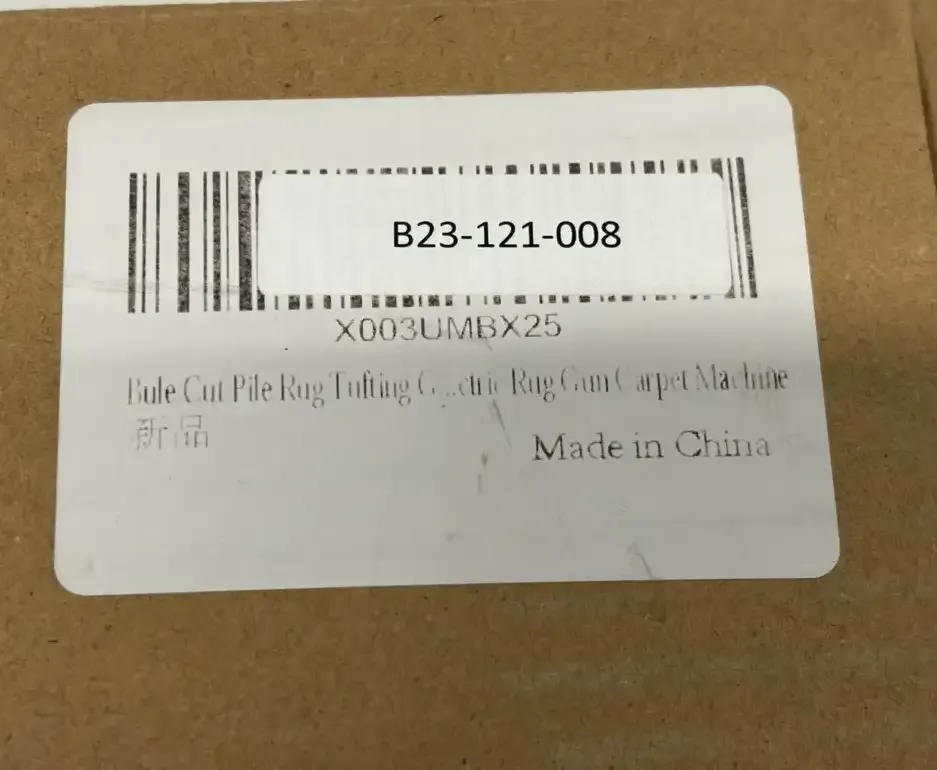 B23-121-008
X003UMBX25
Bule Cut Pile Rug Tufting Rug Gun Carpet Machine
新品
Made in China